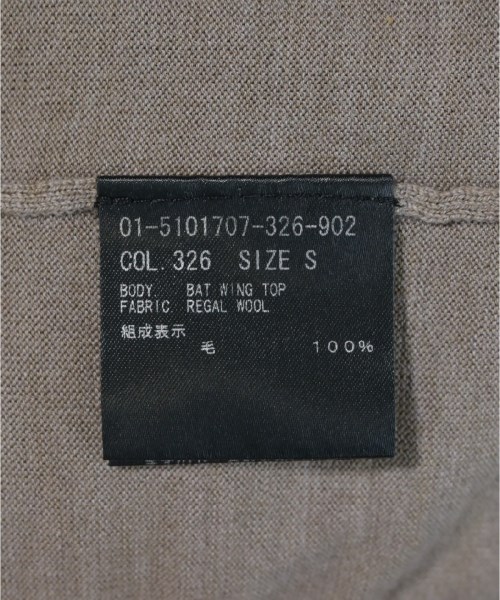 01-5101707-326-902
COL. 326 SIZE S
BODY. BAT WING TOP
FABRIC. REGAL WOOL
組成表示
毛 100%